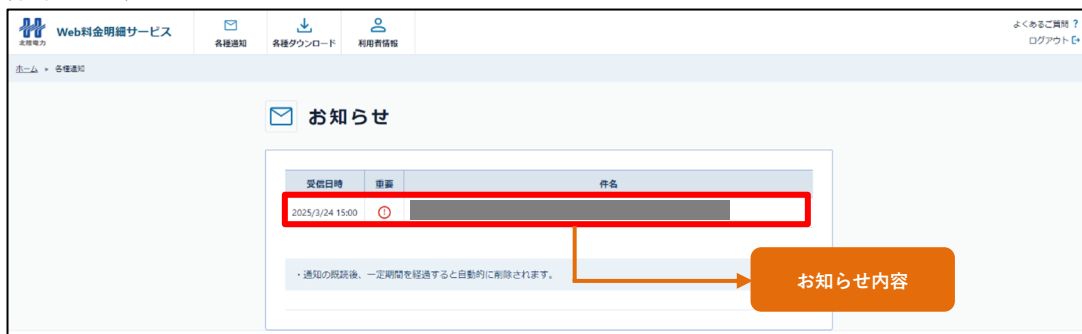 北陸電力 Web料金明細サービス 各種通知 各種ダウンロード 利用者情報 よくあるご質問 ?
ログアウト
ホーム ▸ 各種通知
お知らせ
受信日時 重要 件名
2025/3/24 15:00
・通知の既読後、一定期間を経過すると自動的に削除されます。
お知らせ内容